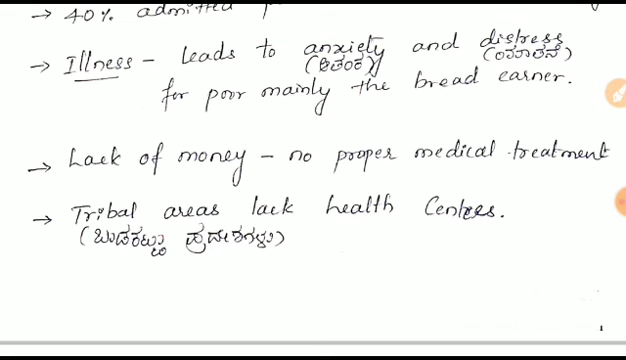 → 40% admitted
→ Illness - leads to anxiety and distress
(ಆತಂಕ) (ಯಾತನೆ)
for poor mainly the bread earner.
→ Lack of money - no proper medical treatment
→ Tribal areas lack health Centres.
(ಬುಡಕಟ್ಟು ಪ್ರದೇಶಗಳು)
1